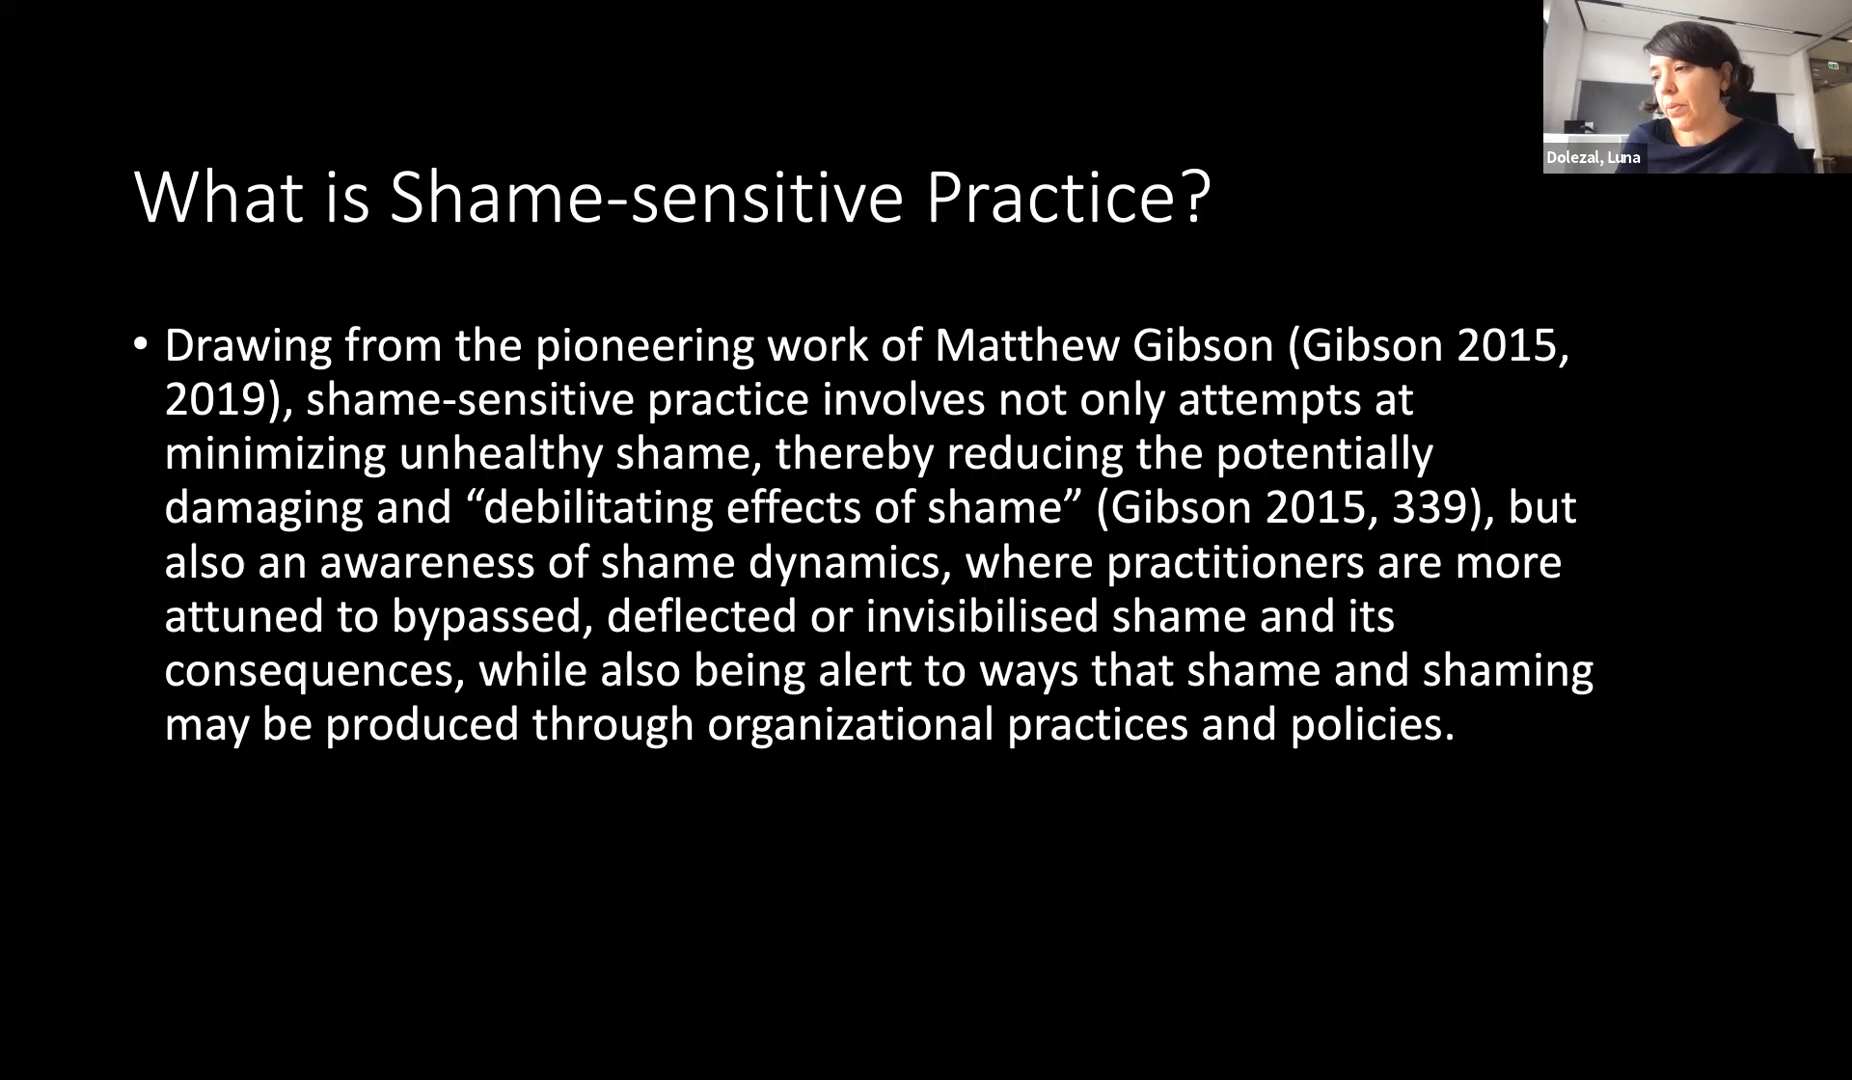 Dolezal, Luna
What is Shame-sensitive Practice?
• Drawing from the pioneering work of Matthew Gibson (Gibson 2015,
2019), shame-sensitive practice involves not only attempts at
minimizing unhealthy shame, thereby reducing the potentially
damaging and “debilitating effects of shame” (Gibson 2015, 339), but
also an awareness of shame dynamics, where practitioners are more
attuned to bypassed, deflected or invisibilised shame and its
consequences, while also being alert to ways that shame and shaming
may be produced through organizational practices and policies.